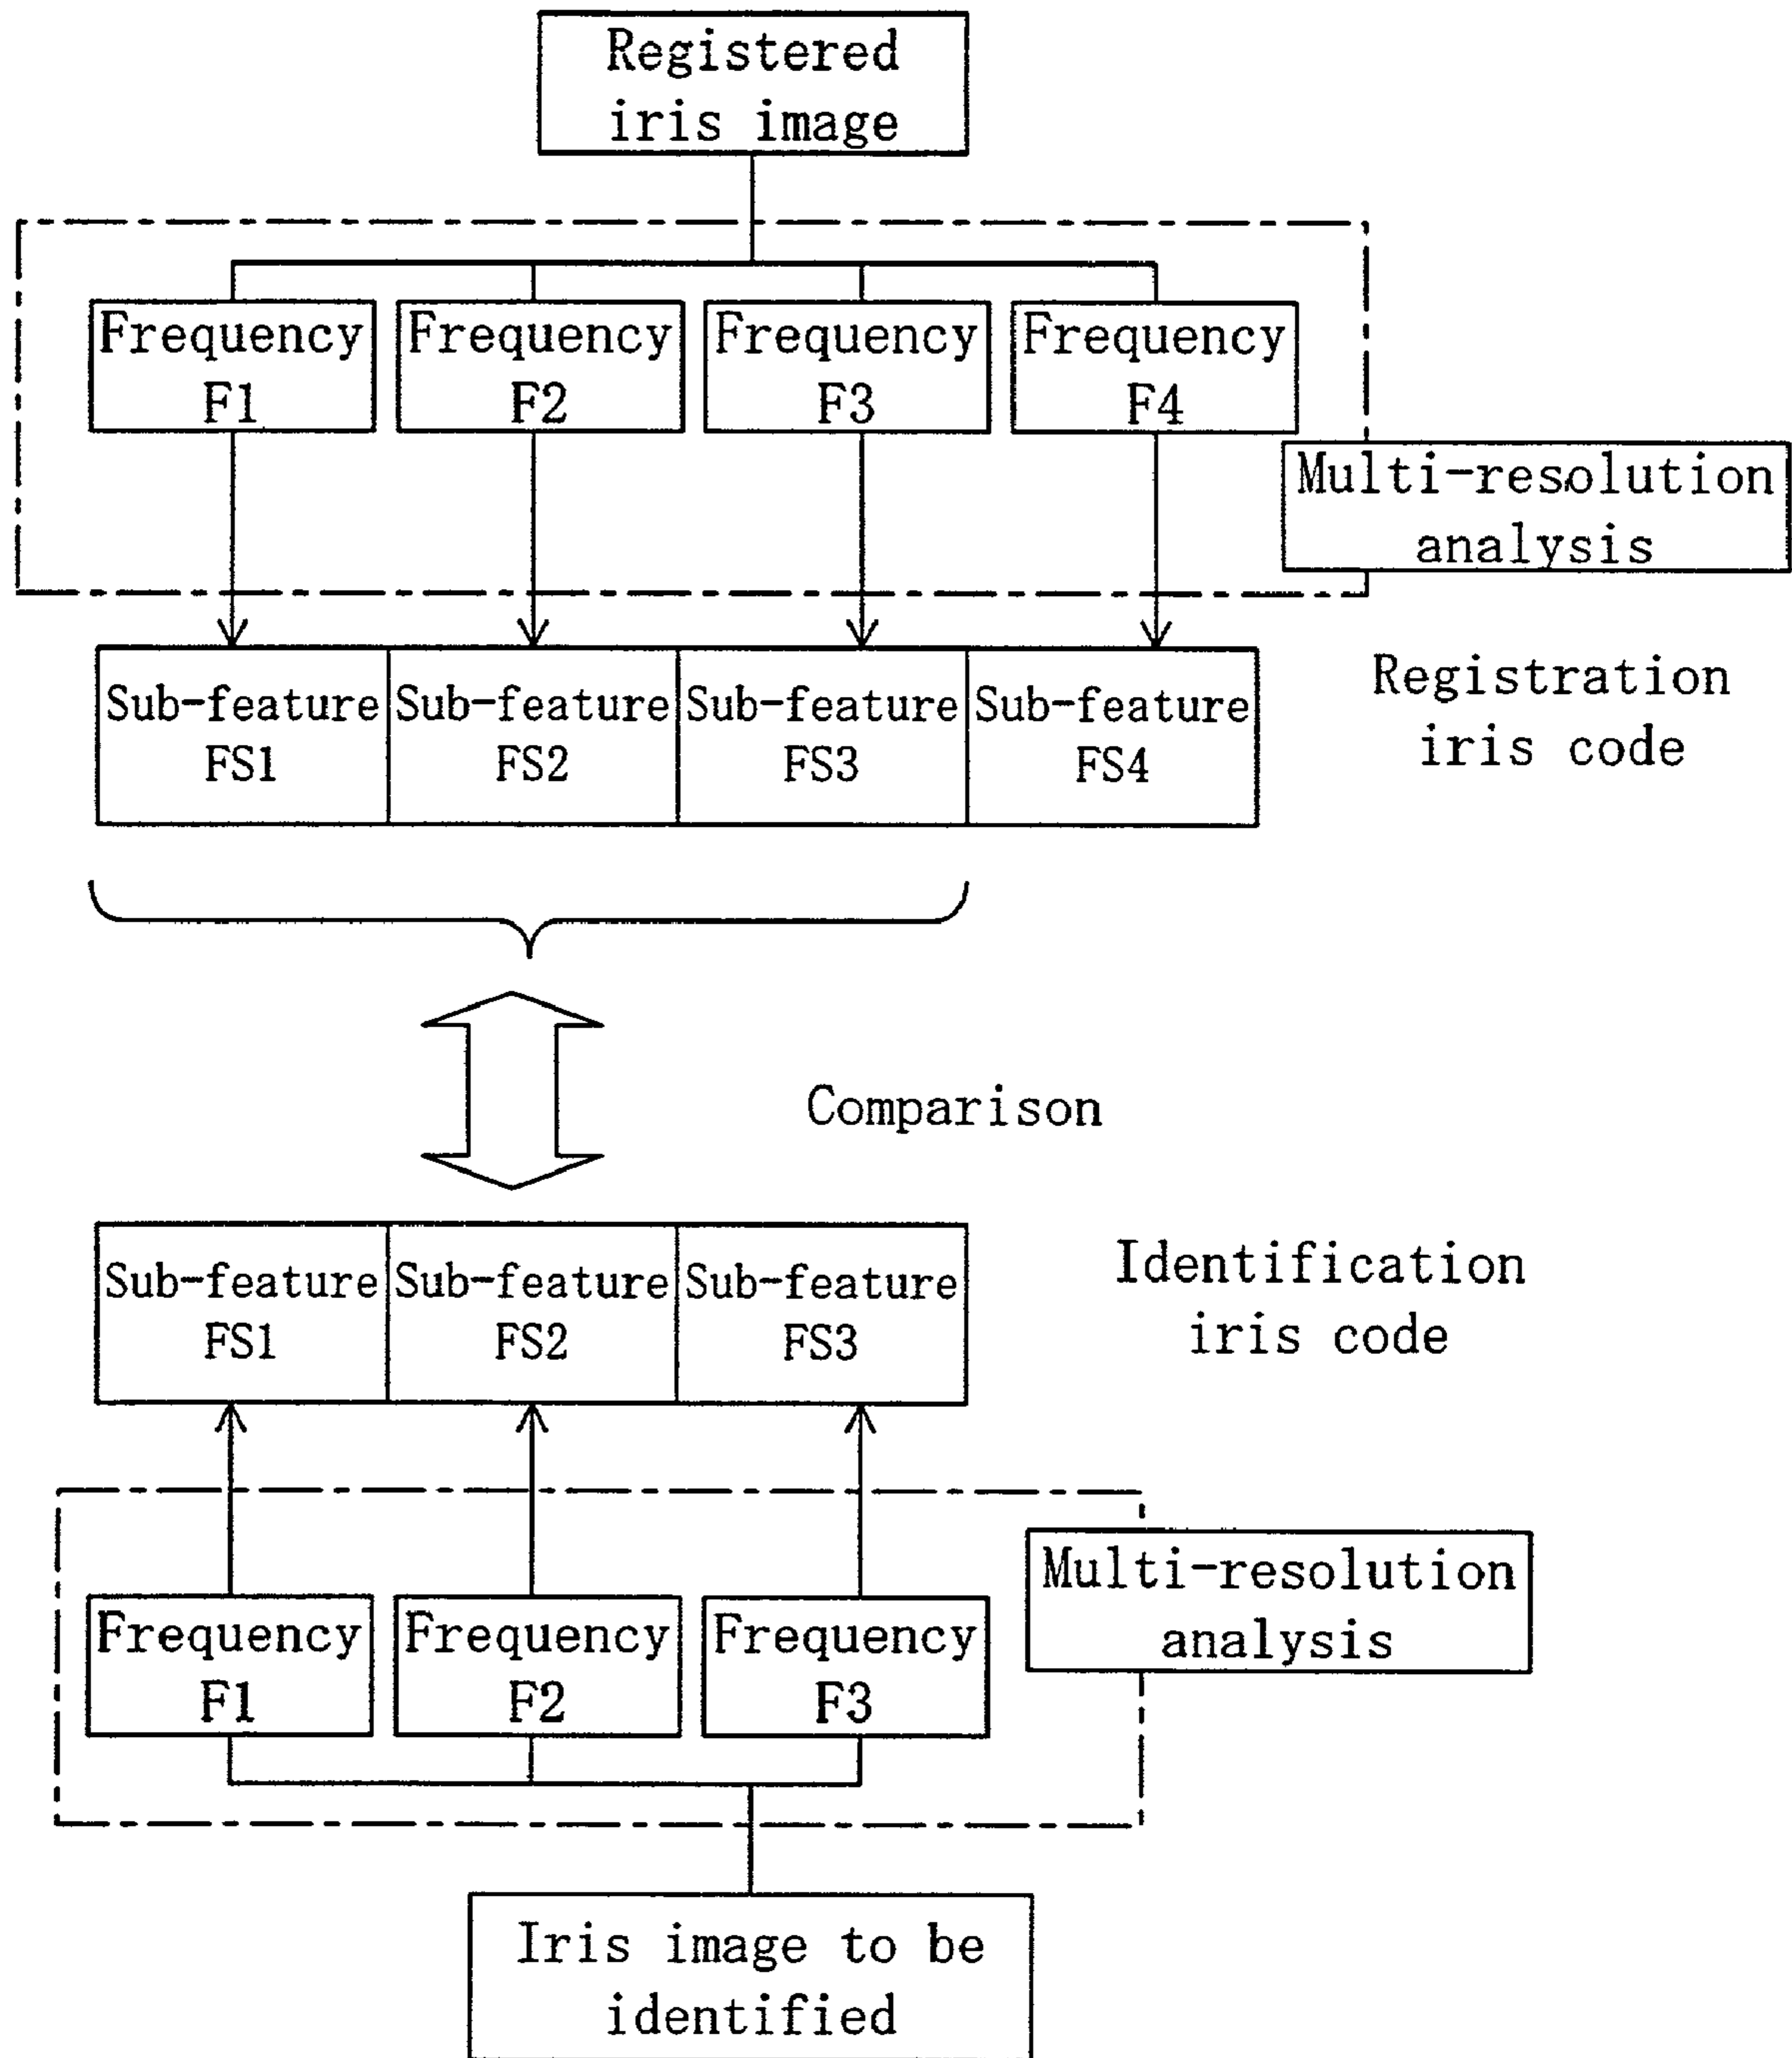 Registered
iris image
Frequency
F1
Frequency
F2
Frequency
F3
Frequency
F4
Multi-resolution
analysis
Sub-feature
FS1
Sub-feature
FS2
Sub-feature
FS3
Sub-feature
FS4
Registration
iris code
Comparison
Sub-feature
FS1
Sub-feature
FS2
Sub-feature
FS3
Identification
iris code
Multi-resolution
analysis
Frequency
F1
Frequency
F2
Frequency
F3
Iris image to be
identified